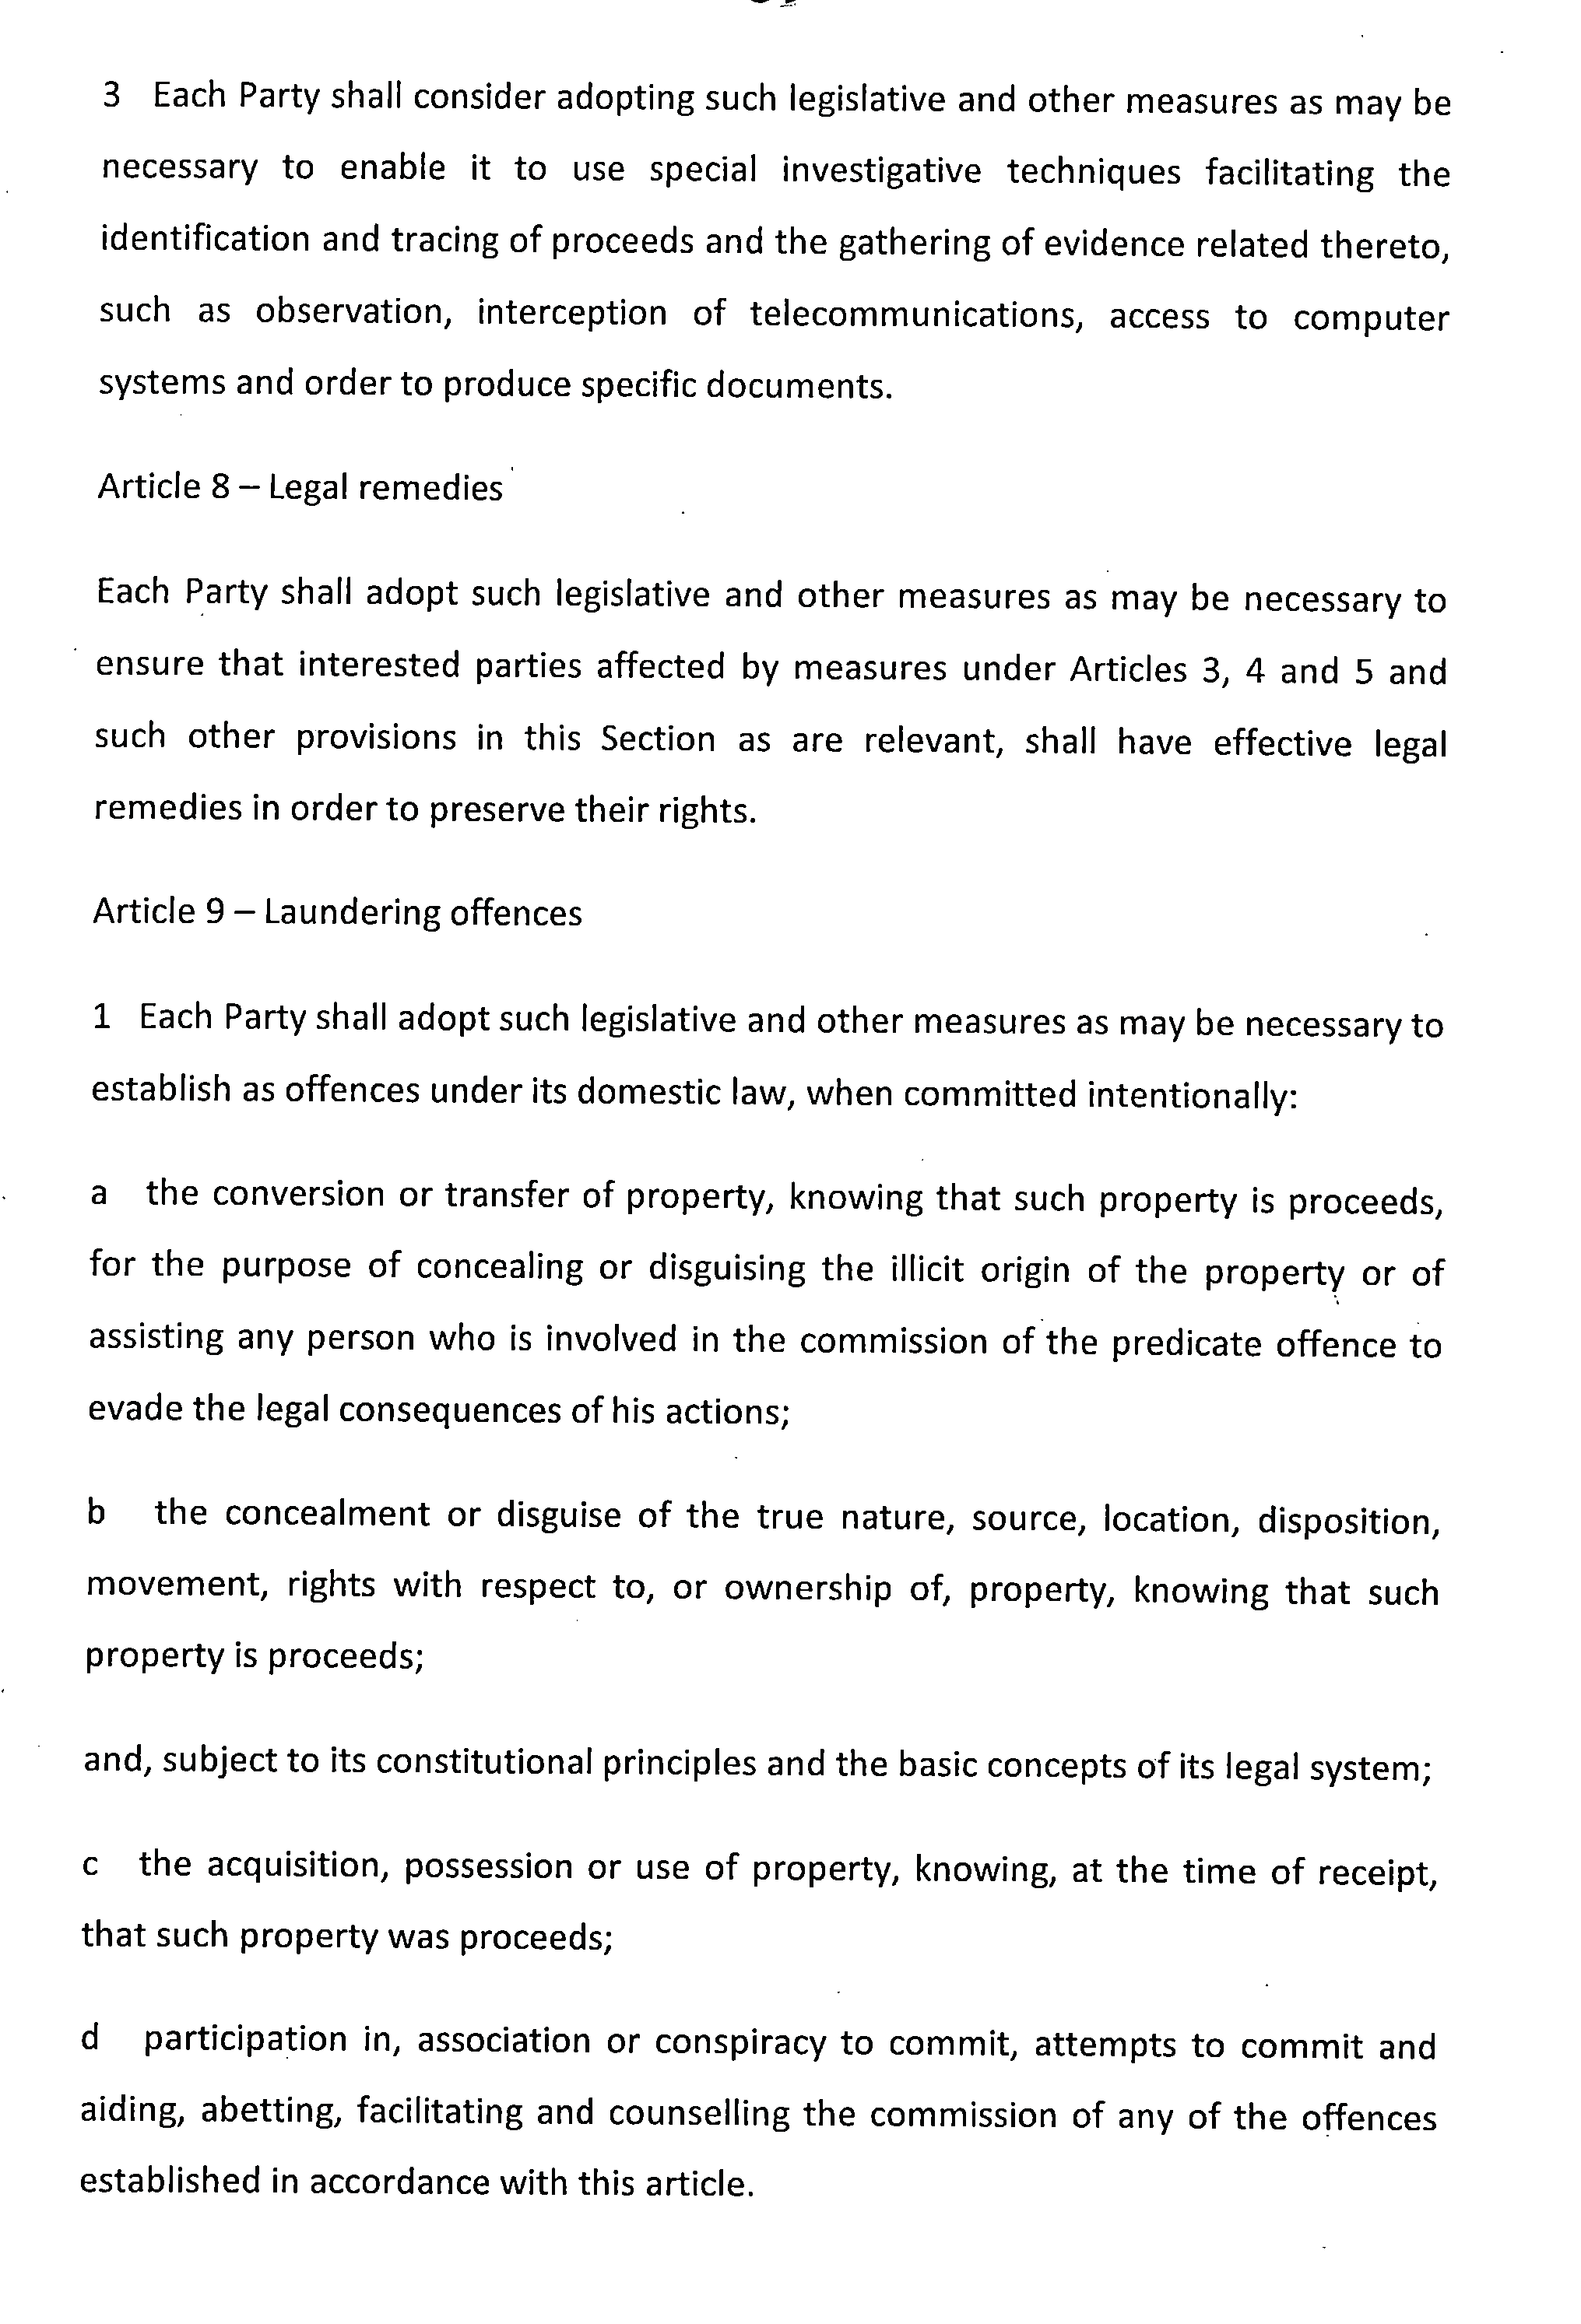 3 Each Party shall consider adopting such legislative and other measures as may be
necessary to enable it to use special investigative techniques facilitating the
identification and tracing of proceeds and the gathering of evidence related thereto,
such as observation, interception of telecommunications, access to computer
systems and order to produce specific documents.
Article 8 – Legal remedies
Each Party shall adopt such legislative and other measures as may be necessary to
ensure that interested parties affected by measures under Articles 3, 4 and 5 and
such other provisions in this Section as are relevant, shall have effective legal
remedies in order to preserve their rights.
Article 9 – Laundering offences
1 Each Party shall adopt such legislative and other measures as may be necessary to
establish as offences under its domestic law, when committed intentionally:
a the conversion or transfer of property, knowing that such property is proceeds,
for the purpose of concealing or disguising the illicit origin of the property or of
assisting any person who is involved in the commission of the predicate offence to
evade the legal consequences of his actions;
b the concealment or disguise of the true nature, source, location, disposition,
movement, rights with respect to, or ownership of, property, knowing that such
property is proceeds;
and, subject to its constitutional principles and the basic concepts of its legal system;
c the acquisition, possession or use of property, knowing, at the time of receipt,
that such property was proceeds;
d participation in, association or conspiracy to commit, attempts to commit and
aiding, abetting, facilitating and counselling the commission of any of the offences
established in accordance with this article.